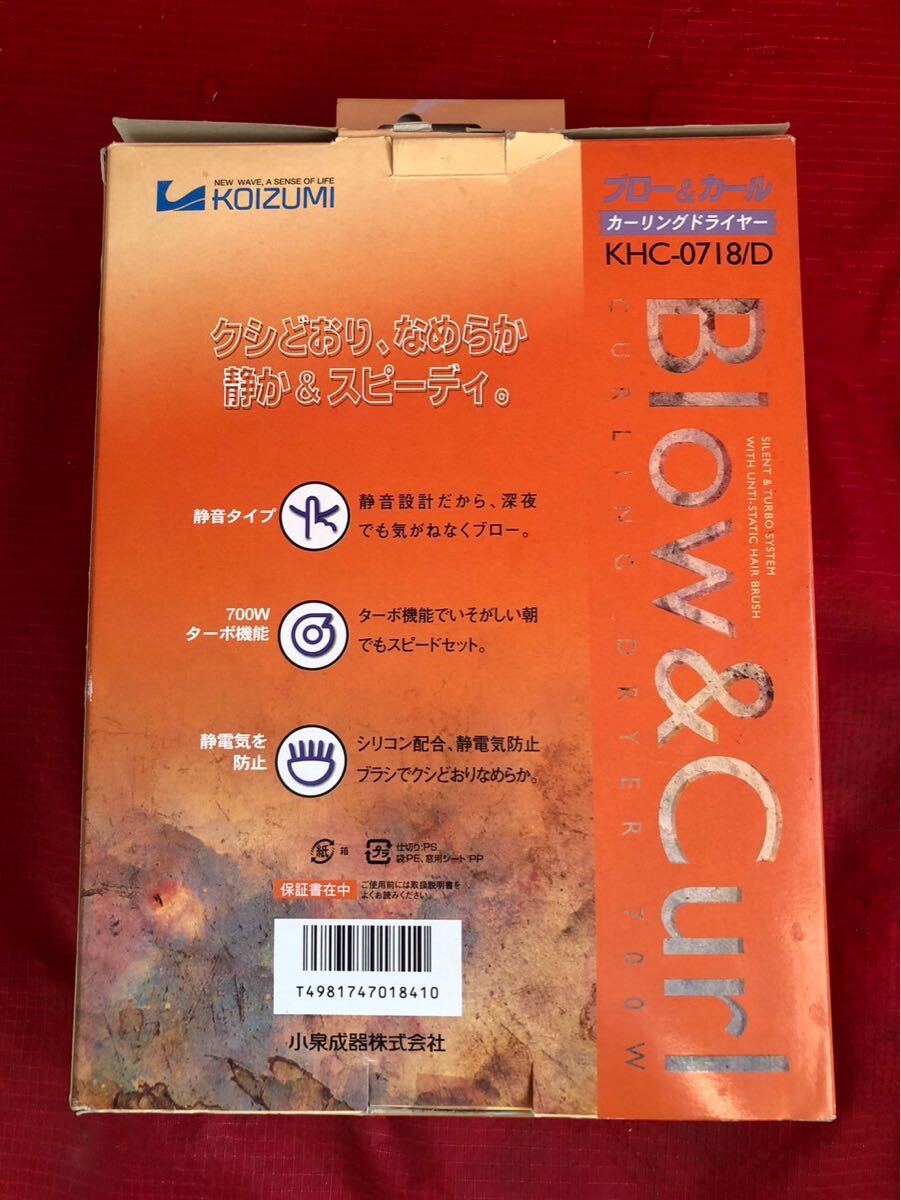 NEW WAVE, A SENSE OF LIFE
KOIZUMI
ブロー&カール
カーリングドライヤー
KHC-0718/D
Blow&Curl
SILENT & TURBO SYSTEM
WITH UNTI-STATIC HAIR BRUSH
CURLING DRYER 700W
クシどおり、なめらか
静か&スピーディ。
静音タイプ
静音設計だから、深夜
でも気がねなくブロー。
700W
ターボ機能
ターボ機能でいそがしい朝
でもスピードセット。
静電気を
防止
シリコン配合、静電気防止
ブラシでクシどおりなめらか。
紙 箱
プラ
仕切り:PS
袋:PE、窓用シート:PP
保証書在中
ご使用前には取扱説明書を
よくお読みください。
T4981747018410
小泉成器株式会社